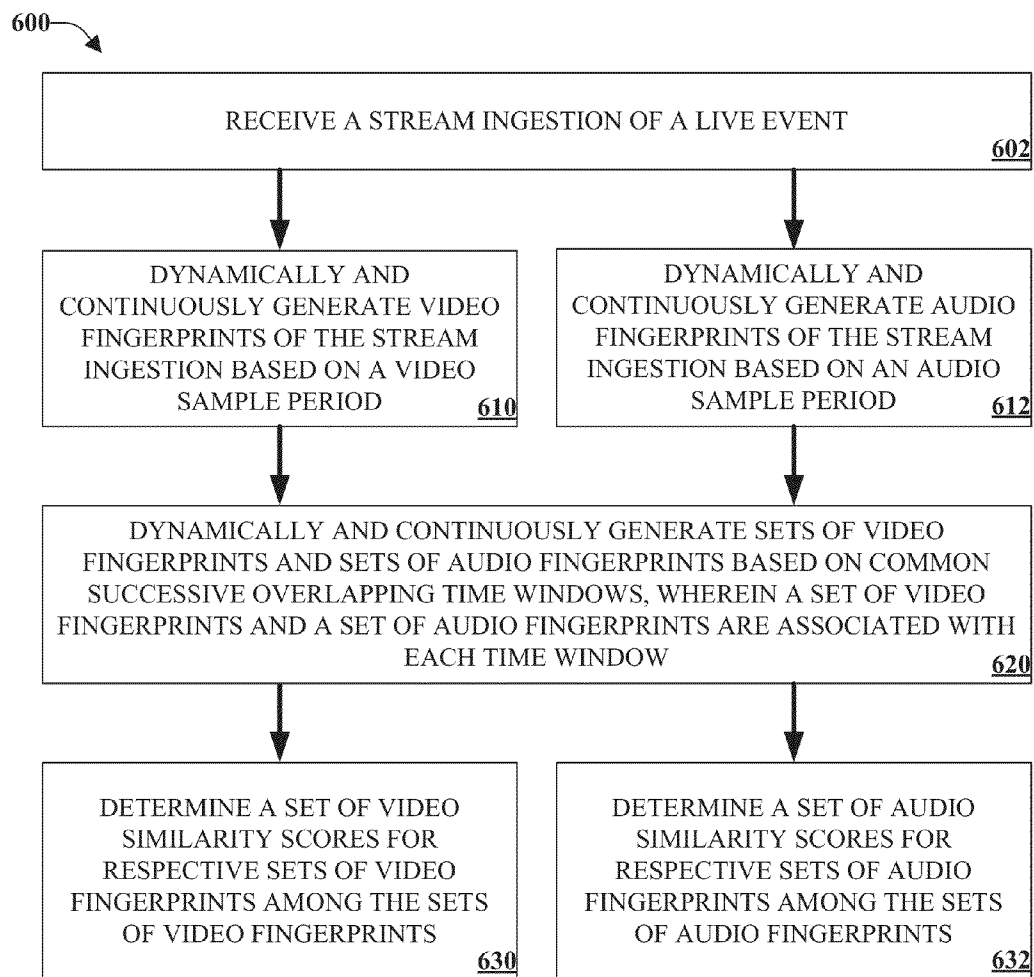 600
RECEIVE A STREAM INGESTION OF A LIVE EVENT
602
DYNAMICALLY AND
CONTINUOUSLY GENERATE VIDEO
FINGERPRINTS OF THE STREAM
INGESTION BASED ON A VIDEO
SAMPLE PERIOD
610
DYNAMICALLY AND
CONTINUOUSLY GENERATE AUDIO
FINGERPRINTS OF THE STREAM
INGESTION BASED ON AN AUDIO
SAMPLE PERIOD
612
DYNAMICALLY AND CONTINUOUSLY GENERATE SETS OF VIDEO
FINGERPRINTS AND SETS OF AUDIO FINGERPRINTS BASED ON COMMON
SUCCESSIVE OVERLAPPING TIME WINDOWS, WHEREIN A SET OF VIDEO
FINGERPRINTS AND A SET OF AUDIO FINGERPRINTS ARE ASSOCIATED WITH
EACH TIME WINDOW
620
DETERMINE A SET OF VIDEO
SIMILARITY SCORES FOR
RESPECTIVE SETS OF VIDEO
FINGERPRINTS AMONG THE SETS
OF VIDEO FINGERPRINTS
630
DETERMINE A SET OF AUDIO
SIMILARITY SCORES FOR
RESPECTIVE SETS OF AUDIO
FINGERPRINTS AMONG THE SETS
OF AUDIO FINGERPRINTS
632